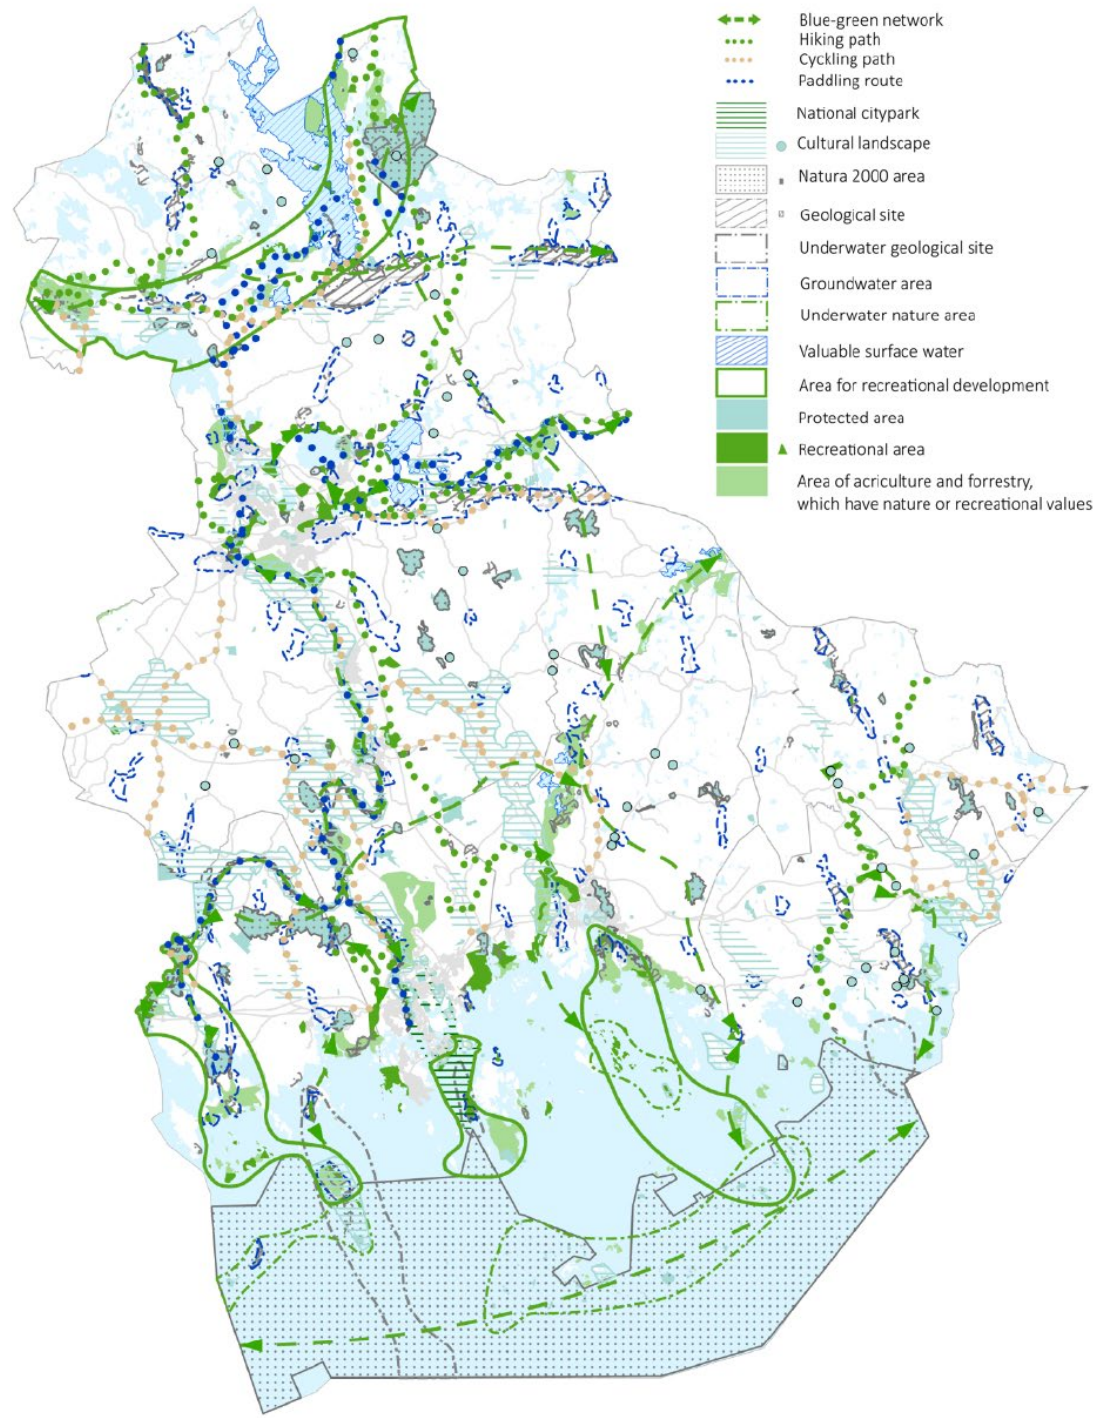 Blue-green network
Hiking path
Cyckling path
Paddling route
National citypark
Cultural landscape
Natura 2000 area
Geological site
Underwater geological site
Groundwater area
Underwater nature area
Valuable surface water
Area for recreational development
Protected area
Recreational area
Area of acriculture and forrestry,
which have nature or recreational values